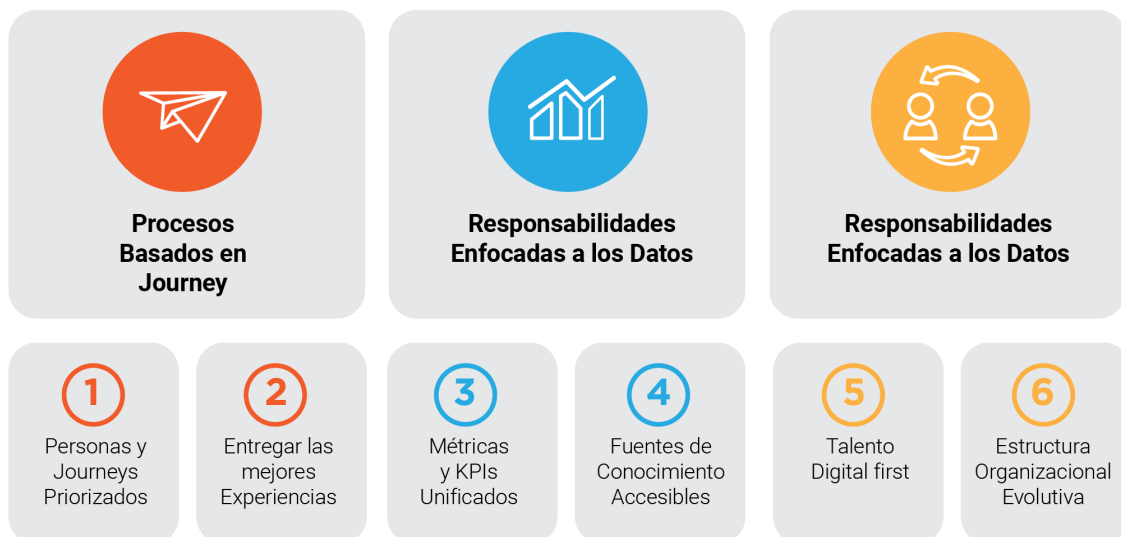 Procesos
Basados en
Journey
Responsabilidades
Enfocadas a los Datos
Responsabilidades
Enfocadas a los Datos
1
Personas y
Journeys
Priorizados
2
Entregar las
mejores
Experiencias
3
Métricas
y KPIs
Unificados
4
Fuentes de
Conocimiento
Accesibles
5
Talento
Digital first
6
Estructura
Organizacional
Evolutiva